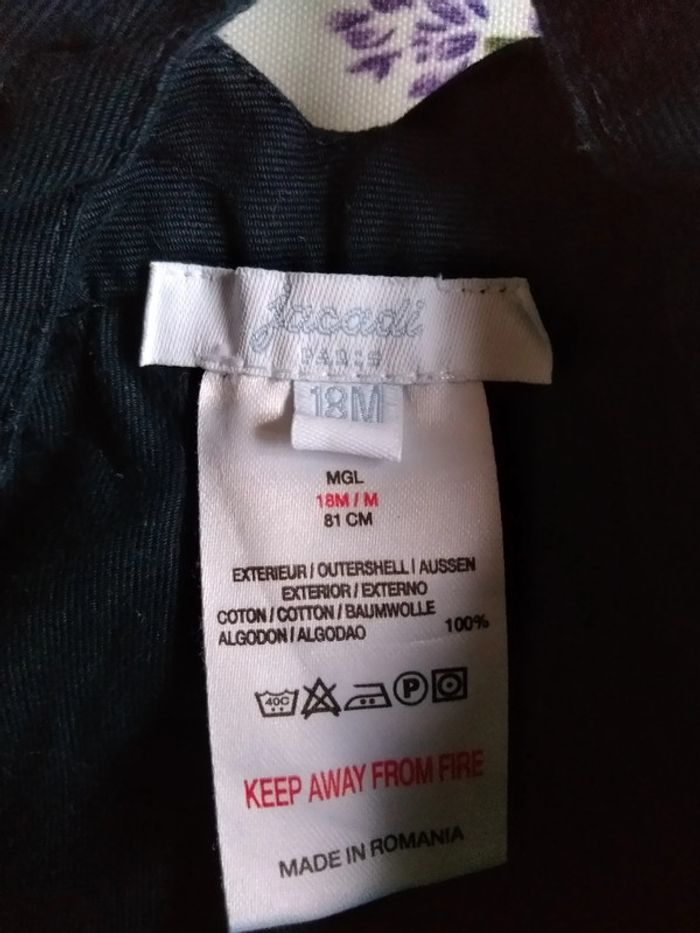 Jacadi
PARIS
18M
MGL
18M / M
81 CM
EXTERIEUR / OUTERSHELL / AUSSEN
EXTERIOR / EXTERNO
COTON / COTTON / BAUMWOLLE
ALGODON / ALGODAO 100%
40C P
KEEP AWAY FROM FIRE
MADE IN ROMANIA